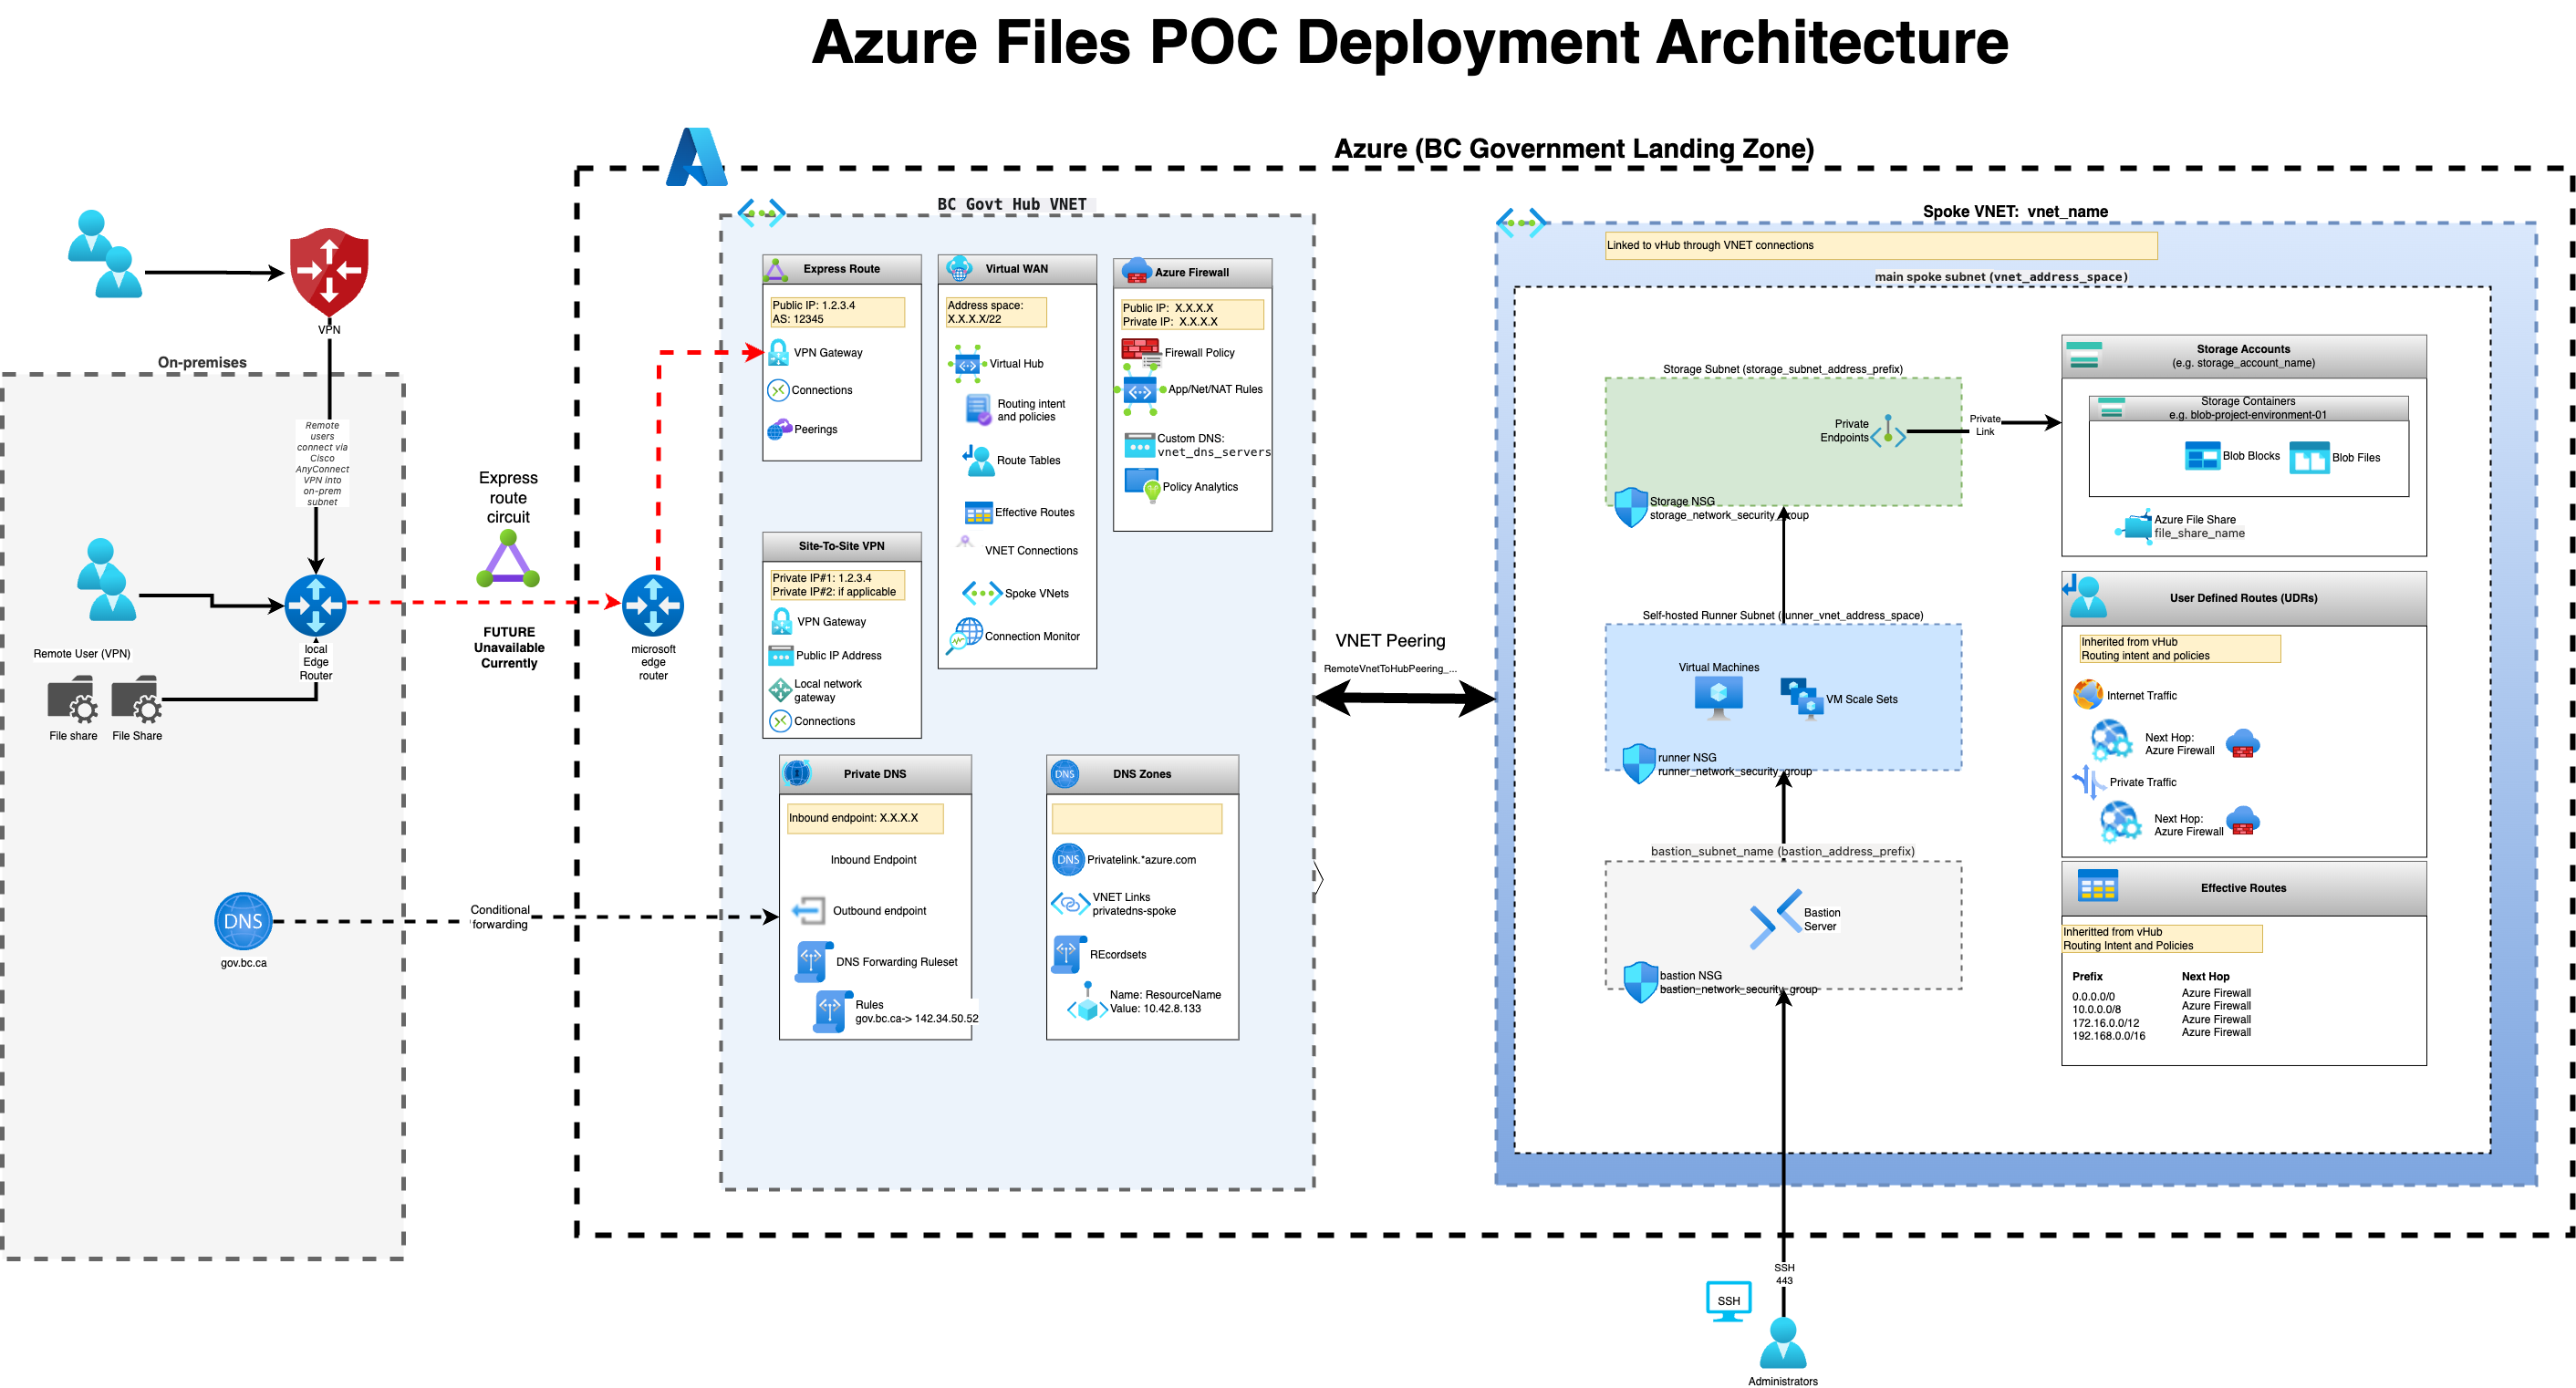 Azure Files POC Deployment Architecture
Azure (BC Government Landing Zone)
VPN
On-premises
Remote
users
connect via
Cisco
AnyConnect
VPN into
on-prem
subnet
Remote User (VPN)
local
Edge
Router
File share
File Share
DNS
gov.bc.ca
Express
route
circuit
FUTURE
Unavailable
Currently
microsoft
edge
router
Conditional
forwarding
BC Govt Hub VNET
Express Route
Public IP: 1.2.3.4
AS: 12345
VPN Gateway
Connections
Peerings
Virtual WAN
Address space:
X.X.X.X/22
Virtual Hub
Routing intent
and policies
Route Tables
Effective Routes
VNET Connections
Spoke VNets
Connection Monitor
Azure Firewall
Public IP:  X.X.X.X
Private IP:  X.X.X.X
Firewall Policy
App/Net/NAT Rules
Custom DNS:
vnet_dns_servers
Policy Analytics
Site-To-Site VPN
Private IP#1: 1.2.3.4
Private IP#2: if applicable
VPN Gateway
Public IP Address
Local network
gateway
Connections
Private DNS
Inbound endpoint: X.X.X.X
Inbound Endpoint
Outbound endpoint
DNS Forwarding Ruleset
Rules
gov.bc.ca-> 142.34.50.52
DNS
DNS Zones
DNS
Privatelink.*azure.com
VNET Links
privatedns-spoke
REcordsets
Name: ResourceName
Value: 10.42.8.133
VNET Peering
RemoteVnetToHubPeering_...
Spoke VNET:  vnet_name
Linked to vHub through VNET connections
main spoke subnet (vnet_address_space)
Storage Subnet (storage_subnet_address_prefix)
Private
Endpoints
Private
Link
Storage NSG
storage_network_security_group
Self-hosted Runner Subnet (runner_vnet_address_space)
Virtual Machines
VM Scale Sets
runner NSG
runner_network_security_group
bastion_subnet_name (bastion_address_prefix)
Bastion
Server
bastion NSG
bastion_network_security_group
Storage Accounts
(e.g. storage_account_name)
Storage Containers
e.g. blob-project-environment-01
Blob Blocks
Blob Files
Azure File Share
file_share_name
User Defined Routes (UDRs)
Inherited from vHub
Routing intent and policies
Internet Traffic
Next Hop:
Azure Firewall
Private Traffic
Next Hop:
Azure Firewall
Effective Routes
Inheritted from vHub
Routing Intent and Policies
Prefix Next Hop
0.0.0.0/0 Azure Firewall
10.0.0.0/8 Azure Firewall
172.16.0.0/12 Azure Firewall
192.168.0.0/16 Azure Firewall
SSH
443
SSH
Administrators